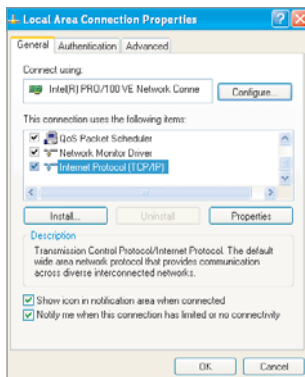 Local Area Connection Properties
General Authentication Advanced
Connect using:
Intel(R) PRO/100 VE Network Conne
Configure...
This connection uses the following items:
QoS Packet Scheduler
Network Monitor Driver
Internet Protocol (TCP/IP)
Install... Uninstall Properties
Description
Transmission Control Protocol/Internet Protocol. The default
wide area network protocol that provides communication
across diverse interconnected networks.
Show icon in notification area when connected
Notify me when this connection has limited or no connectivity
OK Cancel